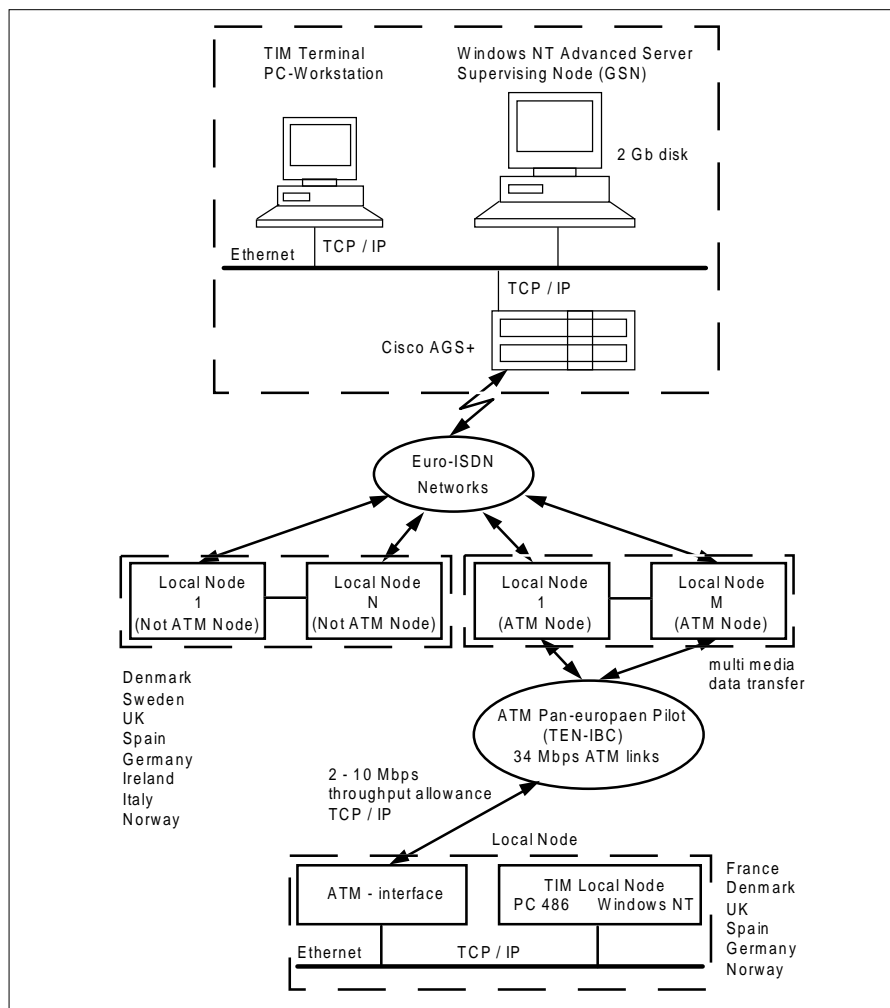 TIM Terminal
PC-Workstation
Windows NT Advanced Server
Supervising Node (GSN)
2 Gb disk
TCP / IP
Ethernet
TCP / IP
Cisco AGS+
Euro-ISDN
Networks
Local Node
1
(Not ATM Node)
Local Node
N
(Not ATM Node)
Local Node
1
(ATM Node)
Local Node
M
(ATM Node)
multi media
data transfer
Denmark
Sweden
UK
Spain
Germany
Ireland
Italy
Norway
ATM Pan-europaen Pilot
(TEN-IBC)
34 Mbps ATM links
2 - 10 Mbps
throughput allowance
TCP / IP
Local Node
ATM - interface
TIM Local Node
PC 486 Windows NT
Ethernet
TCP / IP
France
Denmark
UK
Spain
Germany
Norway